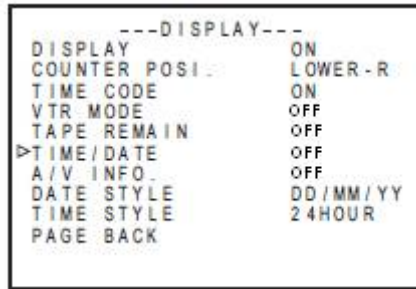 ---DISPLAY---
DISPLAY ON
COUNTER POSI. LOWER-R
TIME CODE ON
VTR MODE OFF
TAPE REMAIN OFF
▷TIME/DATE OFF
A/V INFO. OFF
DATE STYLE DD/MM/YY
TIME STYLE 24HOUR
PAGE BACK